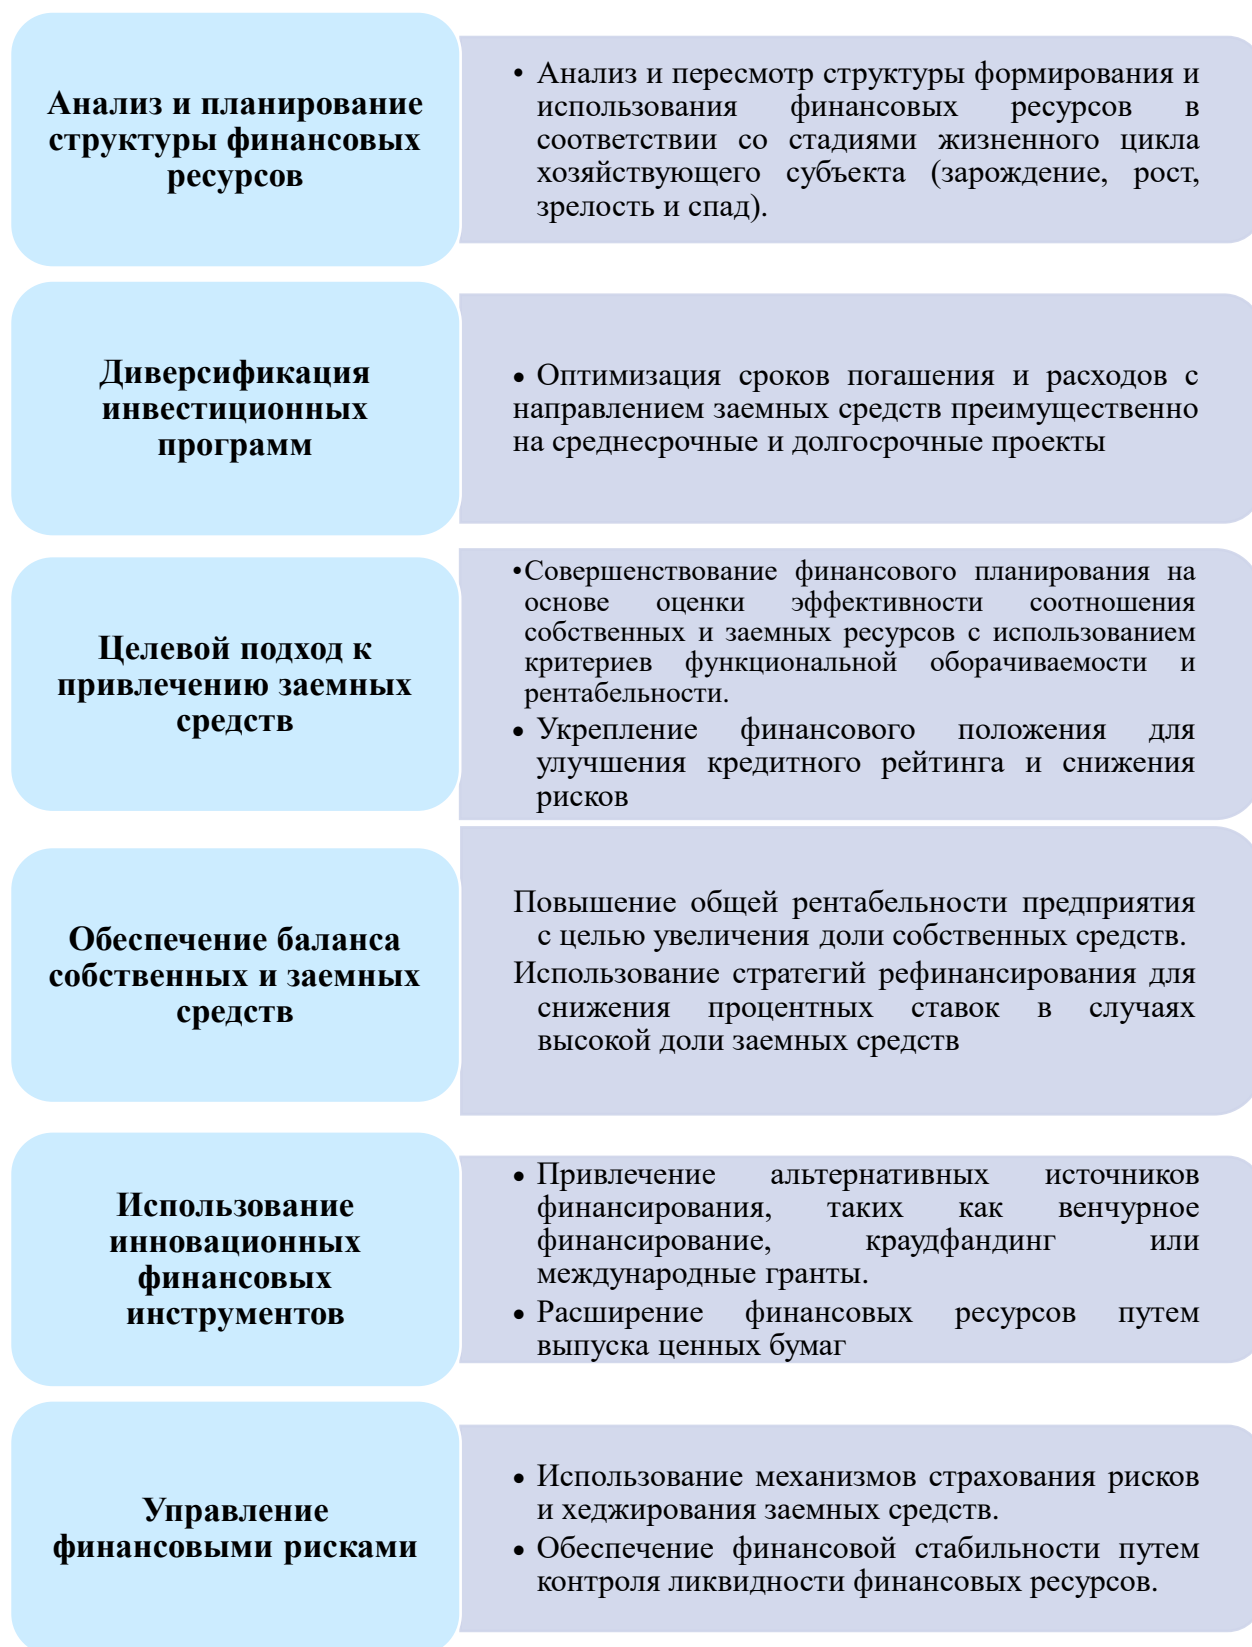 Анализ и планирование
структуры финансовых
ресурсов
• Анализ и пересмотр структуры формирования и
использования финансовых ресурсов в
соответствии со стадиями жизненного цикла
хозяйствующего субъекта (зарождение, рост,
зрелость и спад).
Диверсификация
инвестиционных
программ
• Оптимизация сроков погашения и расходов с
направлением заемных средств преимущественно
на среднесрочные и долгосрочные проекты
Целевой подход к
привлечению заемных
средств
•Совершенствование финансового планирования на
основе оценки эффективности соотношения
собственных и заемных ресурсов с использованием
критериев функциональной оборачиваемости и
рентабельности.
• Укрепление финансового положения для
улучшения кредитного рейтинга и снижения
рисков
Обеспечение баланса
собственных и заемных
средств
Повышение общей рентабельности предприятия
с целью увеличения доли собственных средств.
Использование стратегий рефинансирования для
снижения процентных ставок в случаях
высокой доли заемных средств
Использование
инновационных
финансовых
инструментов
• Привлечение альтернативных источников
финансирования, таких как венчурное
финансирование, краудфандинг или
международные гранты.
• Расширение финансовых ресурсов путем
выпуска ценных бумаг
Управление
финансовыми рисками
• Использование механизмов страхования рисков
и хеджирования заемных средств.
• Обеспечение финансовой стабильности путем
контроля ликвидности финансовых ресурсов.